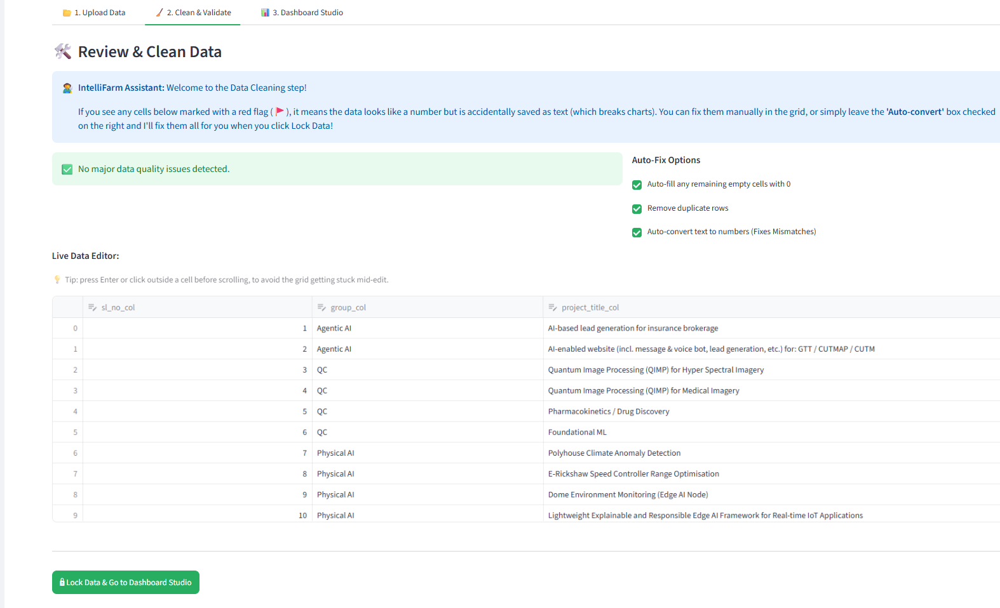 1. Upload Data
2. Clean & Validate
3. Dashboard Studio
Review & Clean Data
IntelliFarm Assistant: Welcome to the Data Cleaning step!
If you see any cells below marked with a red flag ( ), it means the data looks like a number but is accidentally saved as text (which breaks charts). You can fix them manually in the grid, or simply leave the 'Auto-convert' box checked
on the right and I'll fix them all for you when you click Lock Data!
No major data quality issues detected.
Auto-Fix Options
Auto-fill any remaining empty cells with 0
Remove duplicate rows
Auto-convert text to numbers (Fixes Mismatches)
Live Data Editor:
Tip: press Enter or click outside a cell before scrolling, to avoid the grid getting stuck mid-edit.
sl_no_col group_col project_title_col
0 1 Agentic AI AI-based lead generation for insurance brokerage
1 2 Agentic AI AI-enabled website (incl. message & voice bot, lead generation, etc.) for: GTT / CUTMAP / CUTM
2 3 QC Quantum Image Processing (QIMP) for Hyper Spectral Imagery
3 4 QC Quantum Image Processing (QIMP) for Medical Imagery
4 5 QC Pharmacokinetics / Drug Discovery
5 6 QC Foundational ML
6 7 Physical AI Polyhouse Climate Anomaly Detection
7 8 Physical AI E-Rickshaw Speed Controller Range Optimisation
8 9 Physical AI Dome Environment Monitoring (Edge AI Node)
9 10 Physical AI Lightweight Explainable and Responsible Edge AI Framework for Real-time IoT Applications
Lock Data & Go to Dashboard Studio